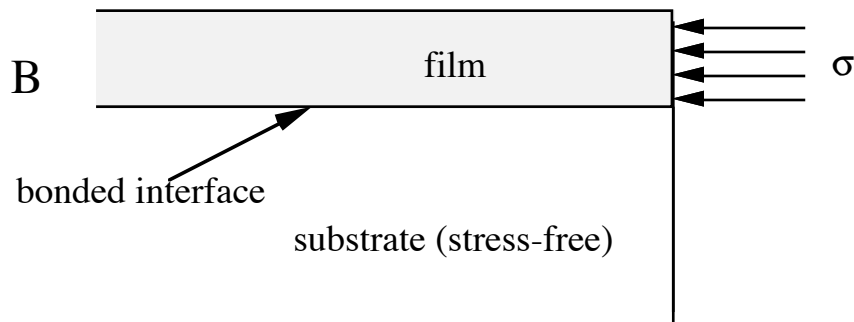 film
σ
B
bonded interface
substrate (stress-free)